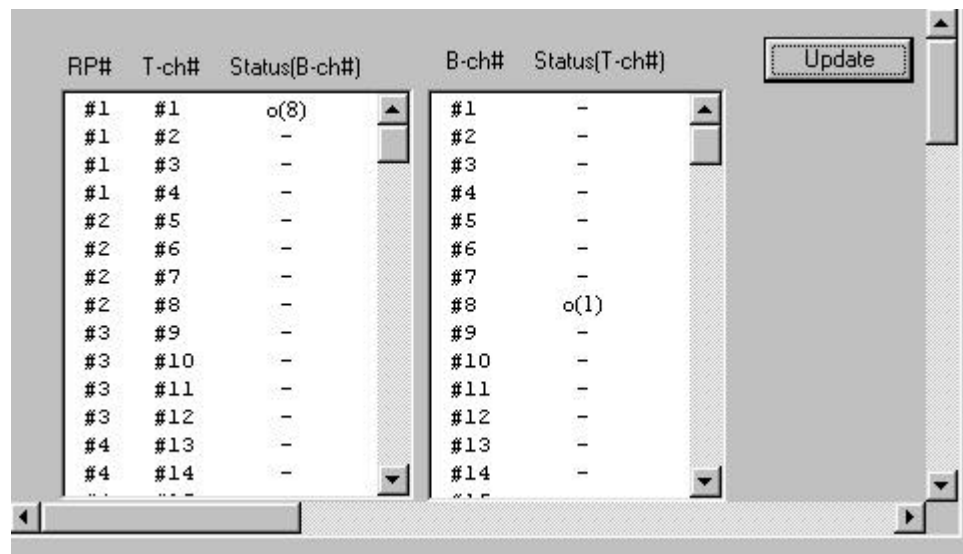 RP# T-ch# Status(B-ch#)
#1 #1 o(8)
#1 #2 -
#1 #3 -
#1 #4 -
#2 #5 -
#2 #6 -
#2 #7 -
#2 #8 -
#3 #9 -
#3 #10 -
#3 #11 -
#3 #12 -
#4 #13 -
#4 #14 -
B-ch# Status(T-ch#)
#1 -
#2 -
#3 -
#4 -
#5 -
#6 -
#7 -
#8 o(1)
#9 -
#10 -
#11 -
#12 -
#13 -
#14 -
Update